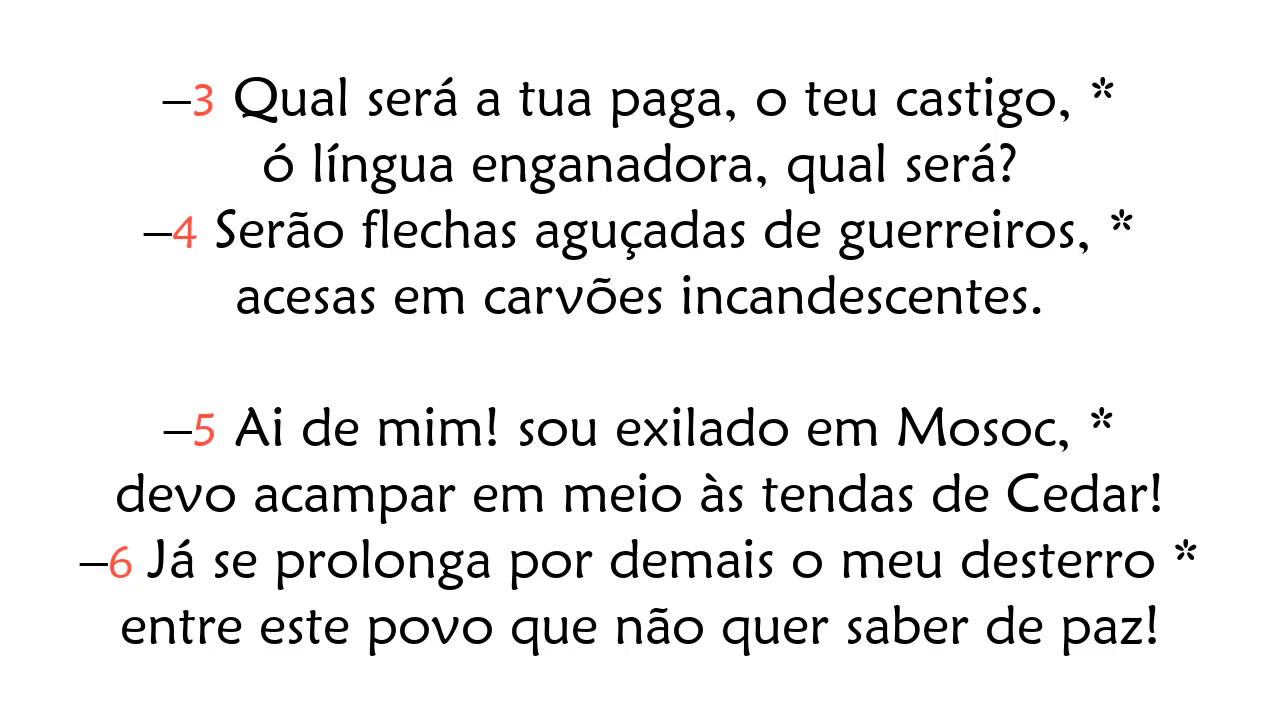 –3 Qual será a tua paga, o teu castigo, *
ó língua enganadora, qual será?
–4 Serão flechas aguçadas de guerreiros, *
acesas em carvões incandescentes.
–5 Ai de mim! sou exilado em Mosoc, *
devo acampar em meio às tendas de Cedar!
–6 Já se prolonga por demais o meu desterro *
entre este povo que não quer saber de paz!